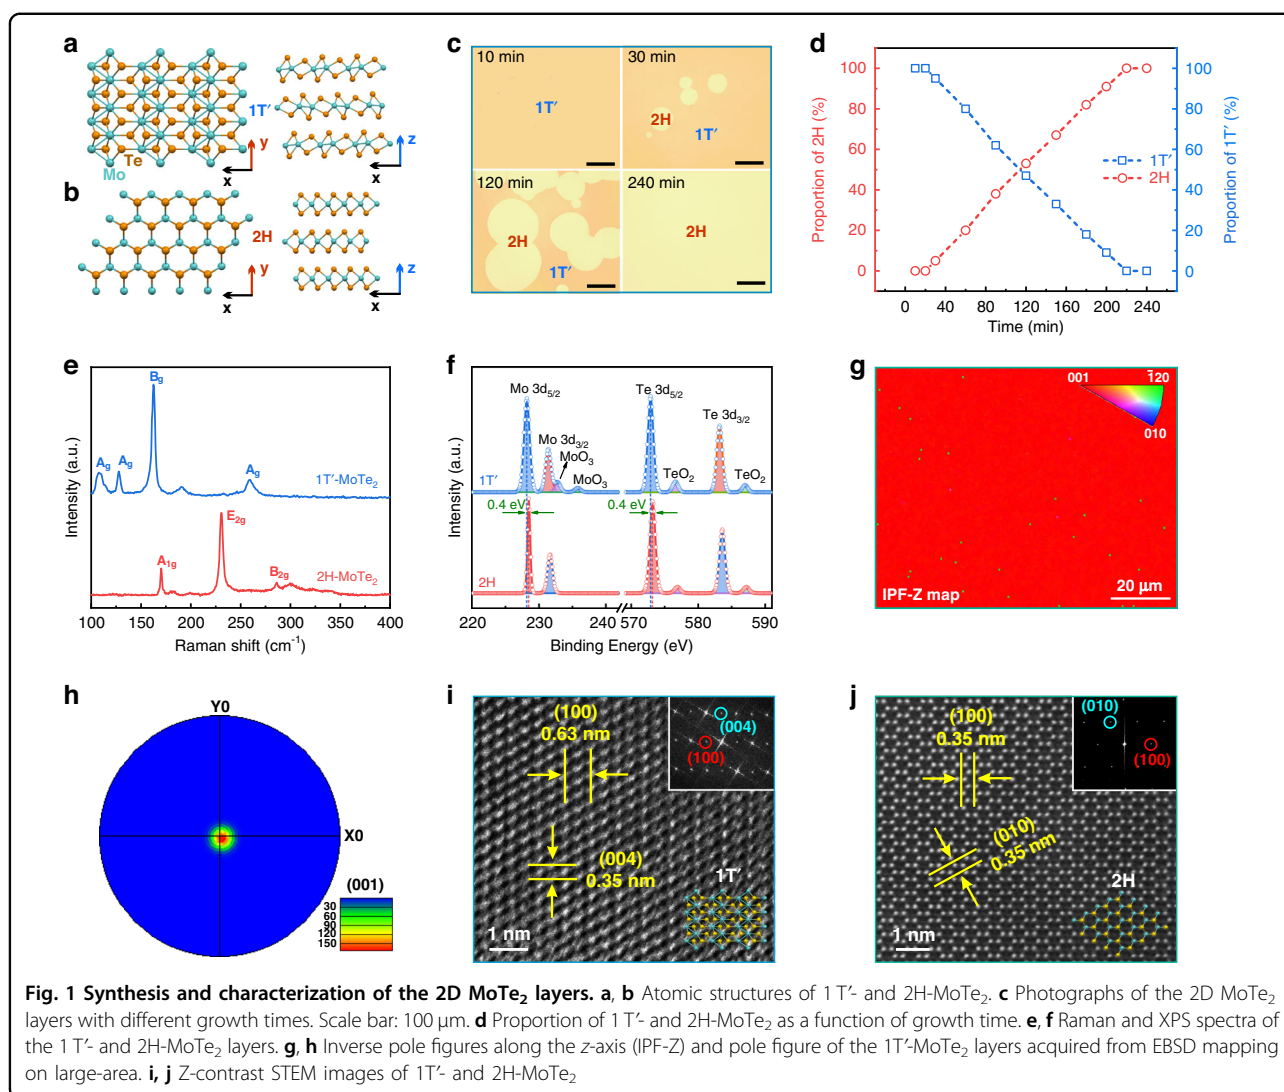 a
1T′
y
z
Te
Mo
x
x
b
2H
y
z
x
x
c
10 min
30 min
1T′
2H
1T′
120 min
240 min
2H
2H
1T′
d
Proportion of 2H (%)
100
80
60
40
20
0
100
80
60
40
20
0
Proportion of 1T′ (%)
1T′
2H
0 40 80 120 160 200 240
Time (min)
e
Intensity (a.u.)
Bg
Ag
Ag
Ag
1T′-MoTe2
E2g
A1g
B2g
2H-MoTe2
100 150 200 250 300 350 400
Raman shift (cm-1)
f
Intensity (a.u.)
Mo 3d5/2
Te 3d5/2
Te 3d3/2
Mo 3d3/2
MoO3
MoO3
TeO2
TeO2
1T′
0.4 eV
0.4 eV
2H
220 230 240 570 580 590
Binding Energy (eV)
g
001
1̄20
010
IPF-Z map
20 μm
h
Y0
X0
(001)
30
60
90
120
150
i
(100)
0.63 nm
(004)
(100)
(004)
0.35 nm
1T′
1 nm
j
(100)
0.35 nm
(010)
(100)
(010)
0.35 nm
2H
1 nm
Fig. 1 Synthesis and characterization of the 2D MoTe2 layers. a, b Atomic structures of 1 T′- and 2H-MoTe2. c Photographs of the 2D MoTe2
layers with different growth times. Scale bar: 100 μm. d Proportion of 1 T′- and 2H-MoTe2 as a function of growth time. e, f Raman and XPS spectra of
the 1 T′- and 2H-MoTe2 layers. g, h Inverse pole figures along the z-axis (IPF-Z) and pole figure of the 1T′-MoTe2 layers acquired from EBSD mapping
on large-area. i, j Z-contrast STEM images of 1T′- and 2H-MoTe2